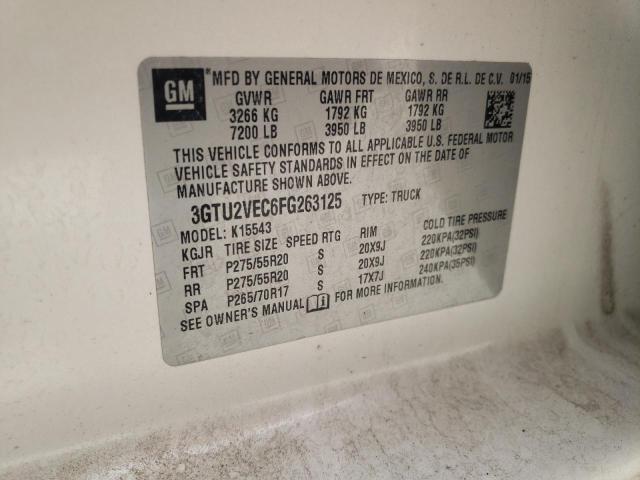 GM
*MFD BY GENERAL MOTORS DE MEXICO, S. DE R.L. DE C.V. 01/15
GVWR GAWR FRT GAWR RR
3266 KG 1792 KG 1792 KG
7200 LB 3950 LB 3950 LB
THIS VEHICLE CONFORMS TO ALL APPLICABLE U.S. FEDERAL MOTOR
VEHICLE SAFETY STANDARDS IN EFFECT ON THE DATE OF
MANUFACTURE SHOWN ABOVE.
3GTU2VEC6FG263125 TYPE: TRUCK
MODEL: K15543
KGJR TIRE SIZE SPEED RTG RIM COLD TIRE PRESSURE
FRT P275/55R20 S 20X9J 220KPA(32PSI)
RR P275/55R20 S 20X9J 220KPA(32PSI)
SPA P265/70R17 S 17X7J 240KPA(35PSI)
SEE OWNER'S MANUAL FOR MORE INFORMATION.